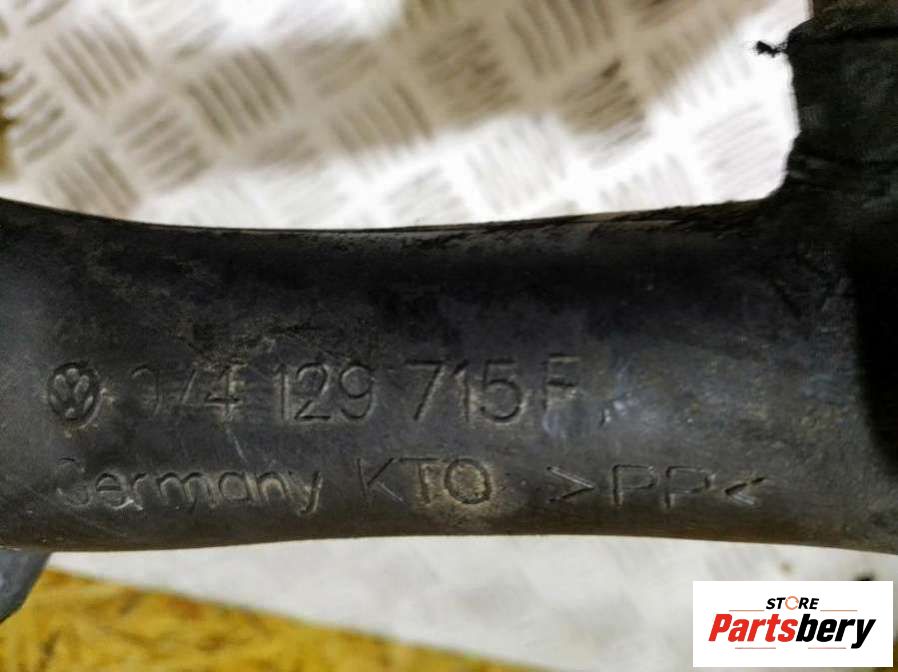 074 129 715 F
Germany KTO >PP<
STORE
Partsbery